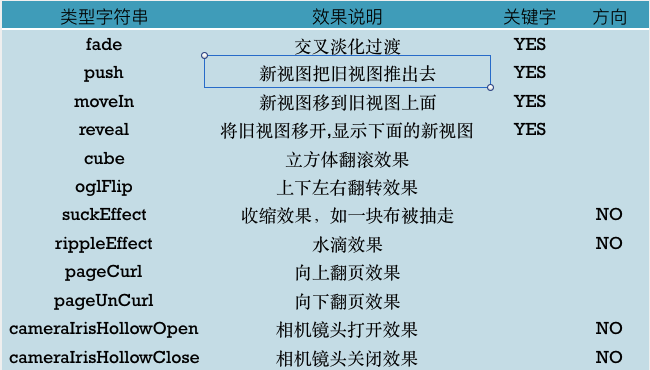 类型字符串 效果说明 关键字 方向
fade 交叉淡化过渡 YES
push 新视图把旧视图推出去 YES
moveIn 新视图移到旧视图上面 YES
reveal 将旧视图移开,显示下面的新视图 YES
cube 立方体翻滚效果
oglFlip 上下左右翻转效果
suckEffect 收缩效果，如一块布被抽走 NO
rippleEffect 水滴效果 NO
pageCurl 向上翻页效果
pageUnCurl 向下翻页效果
cameraIrisHollowOpen 相机镜头打开效果 NO
cameraIrisHollowClose 相机镜头关闭效果 NO